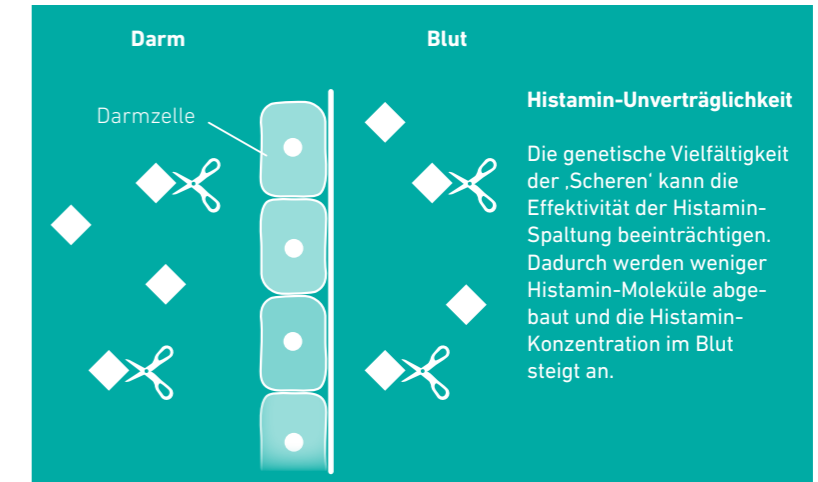 Darm
Blut
Darmzelle
Histamin-Unverträglichkeit
Die genetische Vielfältigkeit
der ‚Scheren‘ kann die
Effektivität der Histamin-
Spaltung beeinträchtigen.
Dadurch werden weniger
Histamin-Moleküle abge-
baut und die Histamin-
Konzentration im Blut
steigt an.